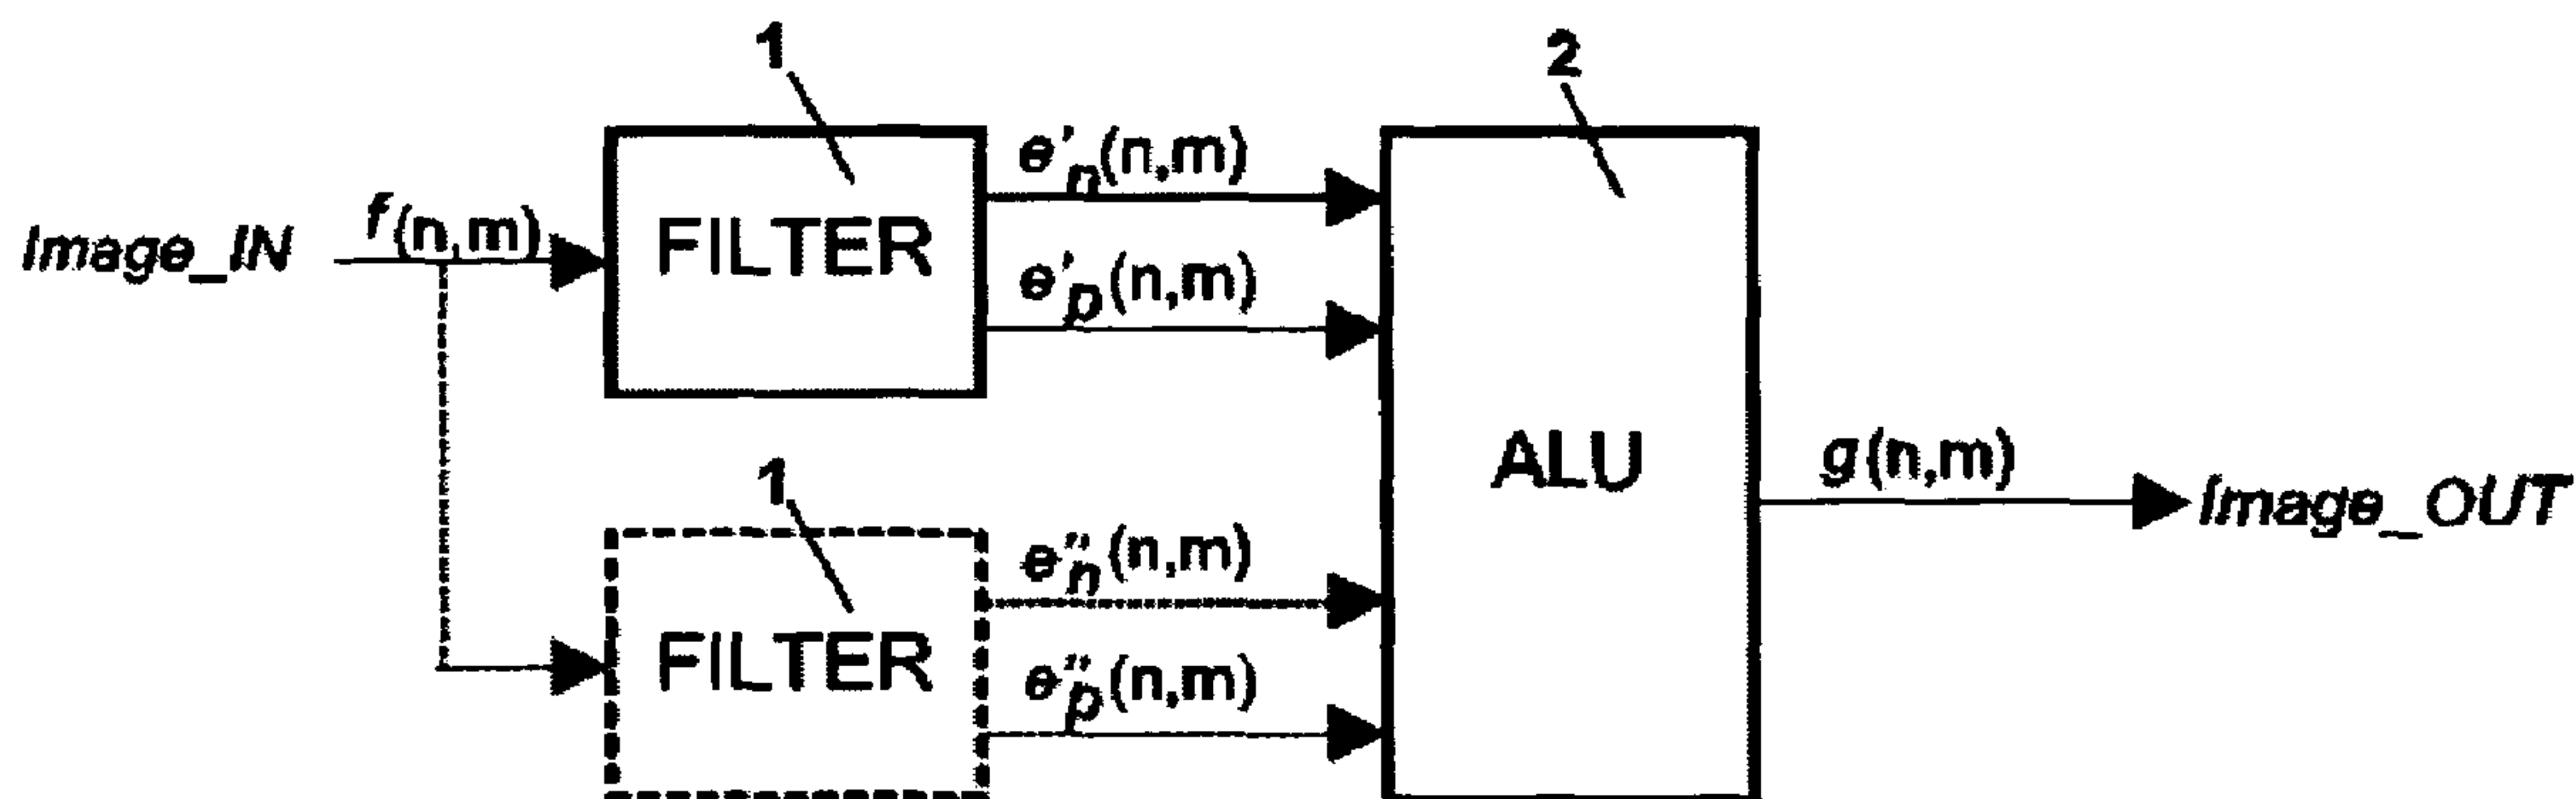 1
2
Image_IN
f(n,m)
FILTER
e'n(n,m)
e'p(n,m)
ALU
g(n,m)
Image_OUT
1
FILTER
e"n(n,m)
e"p(n,m)